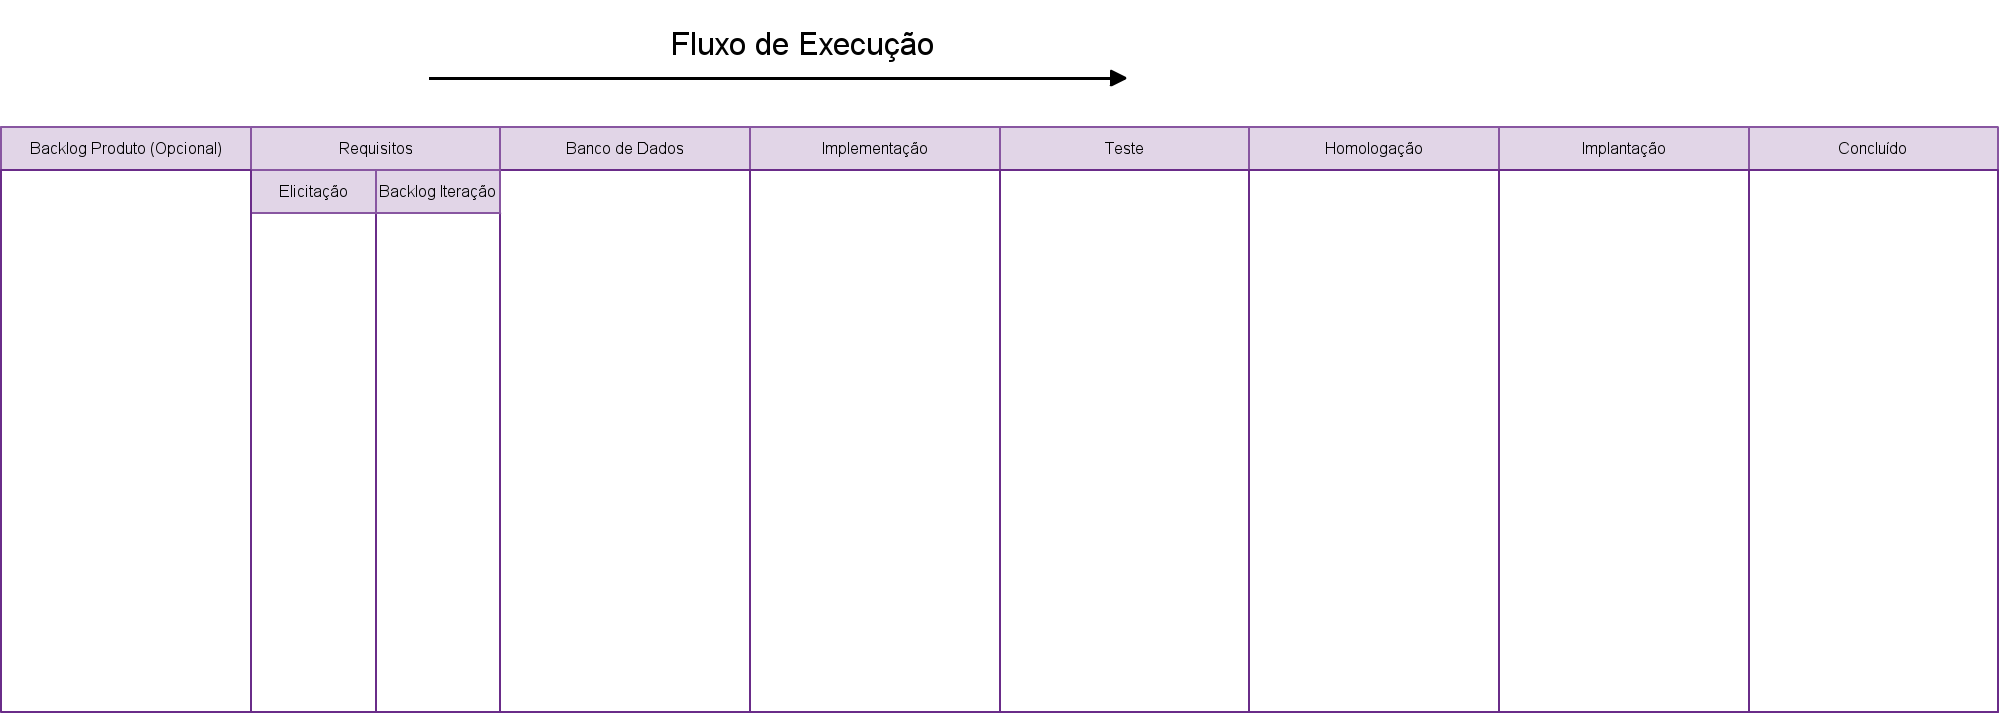 Fluxo de Execução
Backlog Produto (Opcional)
Requisitos
Banco de Dados
Implementação
Teste
Homologação
Implantação
Concluído
Elicitação
Backlog Iteração